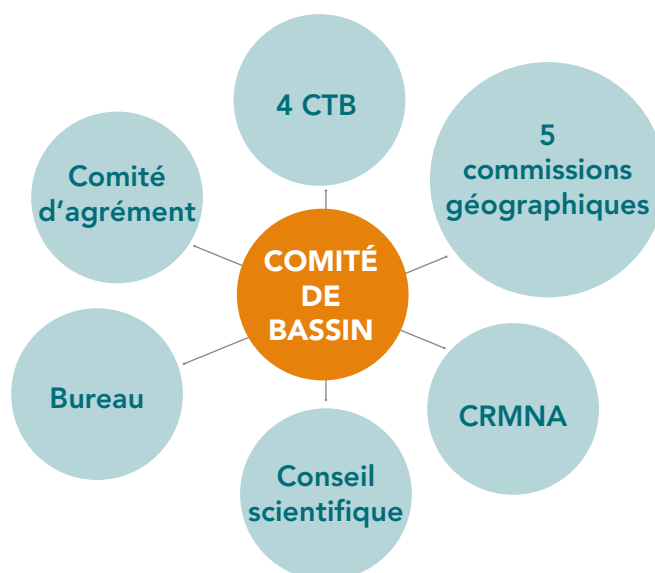 4 CTB
5
commissions
géographiques
Comité
d'agrément
COMITÉ
DE
BASSIN
Bureau
CRMNA
Conseil
scientifique